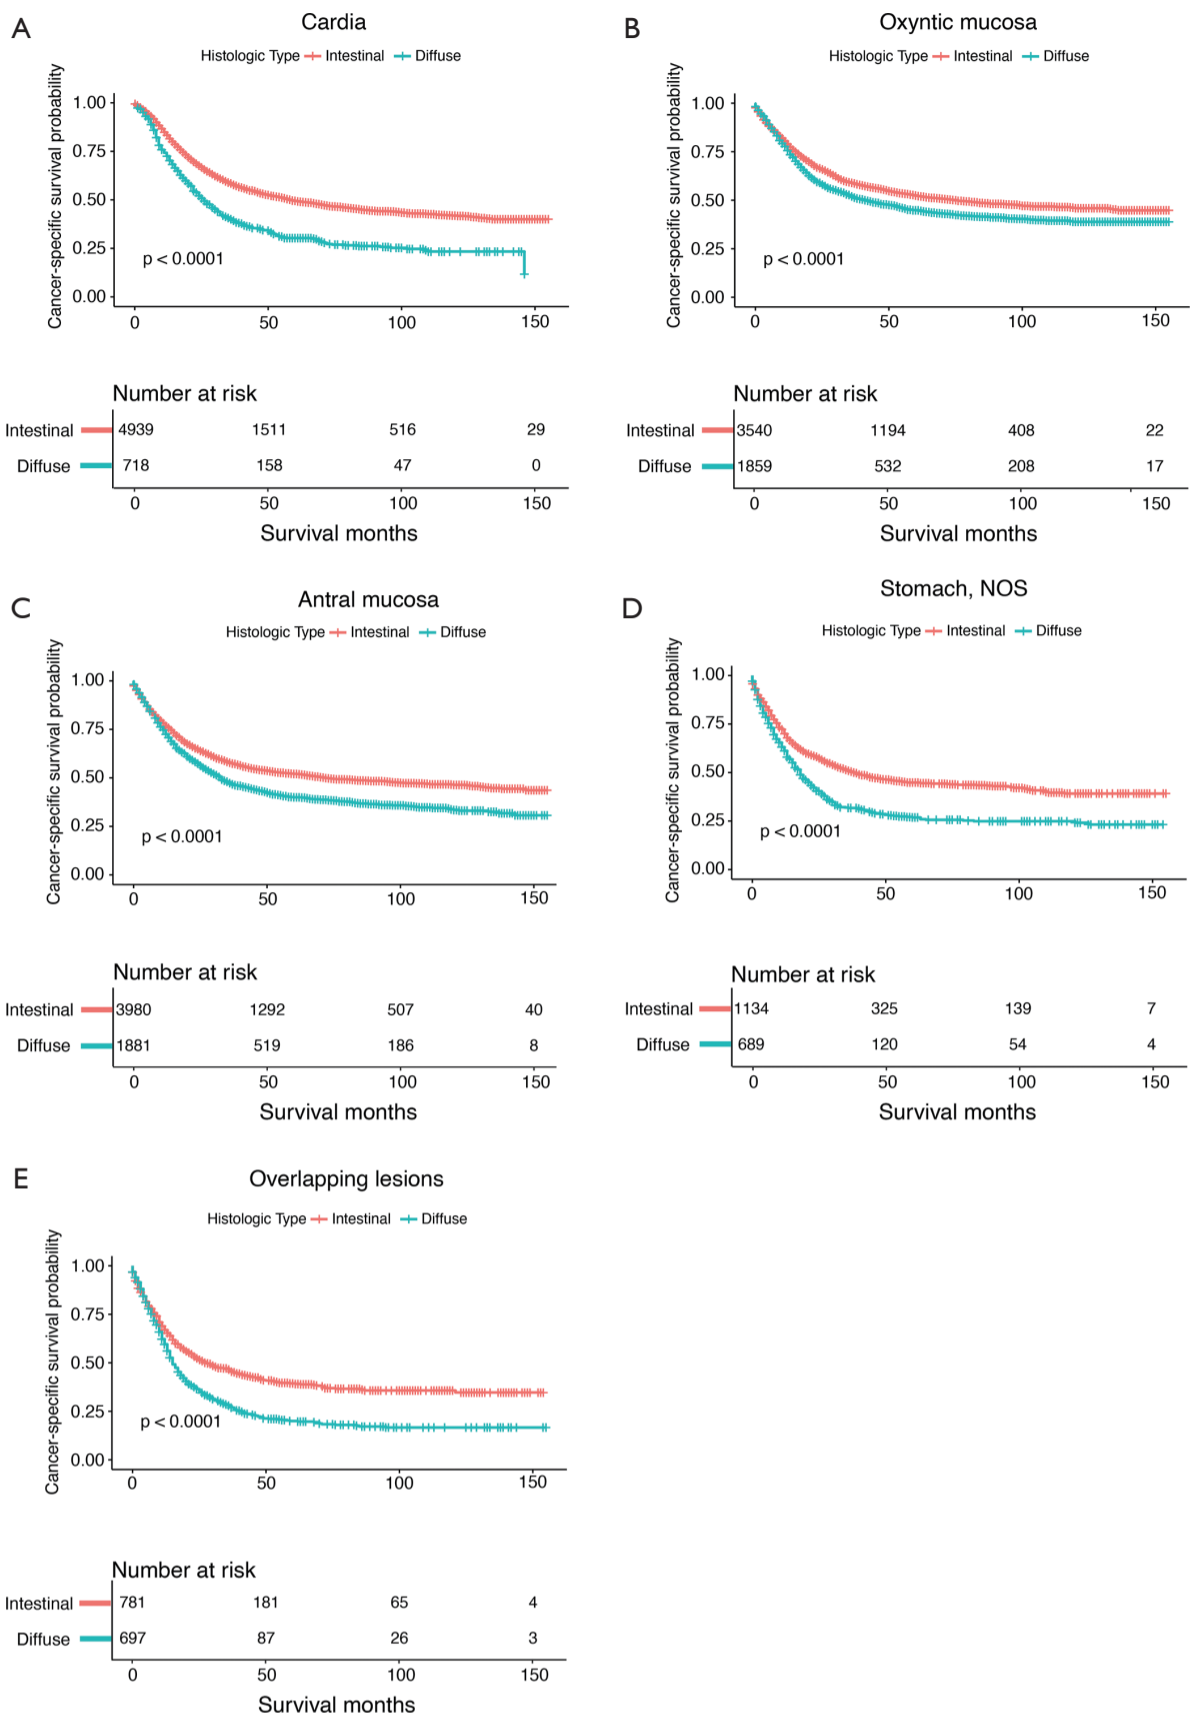 A
Cardia
Histologic Type Intestinal Diffuse
Cancer-specific survival probability
1.00
0.75
0.50
0.25
0.00
p < 0.0001
0 50 100 150
Number at risk
Intestinal 4939 1511 516 29
Diffuse 718 158 47 0
0 50 100 150
Survival months
B
Oxyntic mucosa
Histologic Type Intestinal Diffuse
Cancer-specific survival probability
1.00
0.75
0.50
0.25
0.00
p < 0.0001
0 50 100 150
Number at risk
Intestinal 3540 1194 408 22
Diffuse 1859 532 208 17
0 50 100 150
Survival months
C
Antral mucosa
Histologic Type Intestinal Diffuse
Cancer-specific survival probability
1.00
0.75
0.50
0.25
0.00
p < 0.0001
0 50 100 150
Number at risk
Intestinal 3980 1292 507 40
Diffuse 1881 519 186 8
0 50 100 150
Survival months
D
Stomach, NOS
Histologic Type Intestinal Diffuse
Cancer-specific survival probability
1.00
0.75
0.50
0.25
0.00
p < 0.0001
0 50 100 150
Number at risk
Intestinal 1134 325 139 7
Diffuse 689 120 54 4
0 50 100 150
Survival months
E
Overlapping lesions
Histologic Type Intestinal Diffuse
Cancer-specific survival probability
1.00
0.75
0.50
0.25
0.00
p < 0.0001
0 50 100 150
Number at risk
Intestinal 781 181 65 4
Diffuse 697 87 26 3
0 50 100 150
Survival months